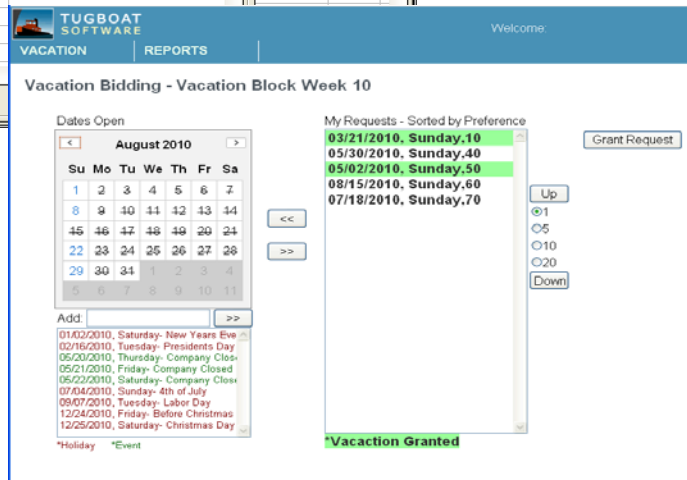 TUGBOAT
SOFTWARE
Welcome:
VACATION
REPORTS
Vacation Bidding - Vacation Block Week 10
Dates Open
< August 2010 >
Su Mo Tu We Th Fr Sa
1 2 3 4 5 6 7
8 9 10 11 12 13 14
15 16 17 18 19 20 21
22 23 24 25 26 27 28
29 30 31 1 2 3 4
5 6 7 8 9 10 11
Add: >>
01/02/2010, Saturday- New Years Eve
02/16/2010, Tuesday- Presidents Day
05/20/2010, Thursday- Company Clos
05/21/2010, Friday- Company Closed
05/22/2010, Saturday- Company Close
07/04/2010, Sunday- 4th of July
09/07/2010, Tuesday- Labor Day
12/24/2010, Friday- Before Christmas
12/25/2010, Saturday- Christmas Day
*Holiday *Event
<<
>>
My Requests - Sorted by Preference
03/21/2010, Sunday,10
05/30/2010, Sunday,40
05/02/2010, Sunday,50
08/15/2010, Sunday,60
07/18/2010, Sunday,70
*Vacaction Granted
Up
1
5
10
20
Down
Grant Request